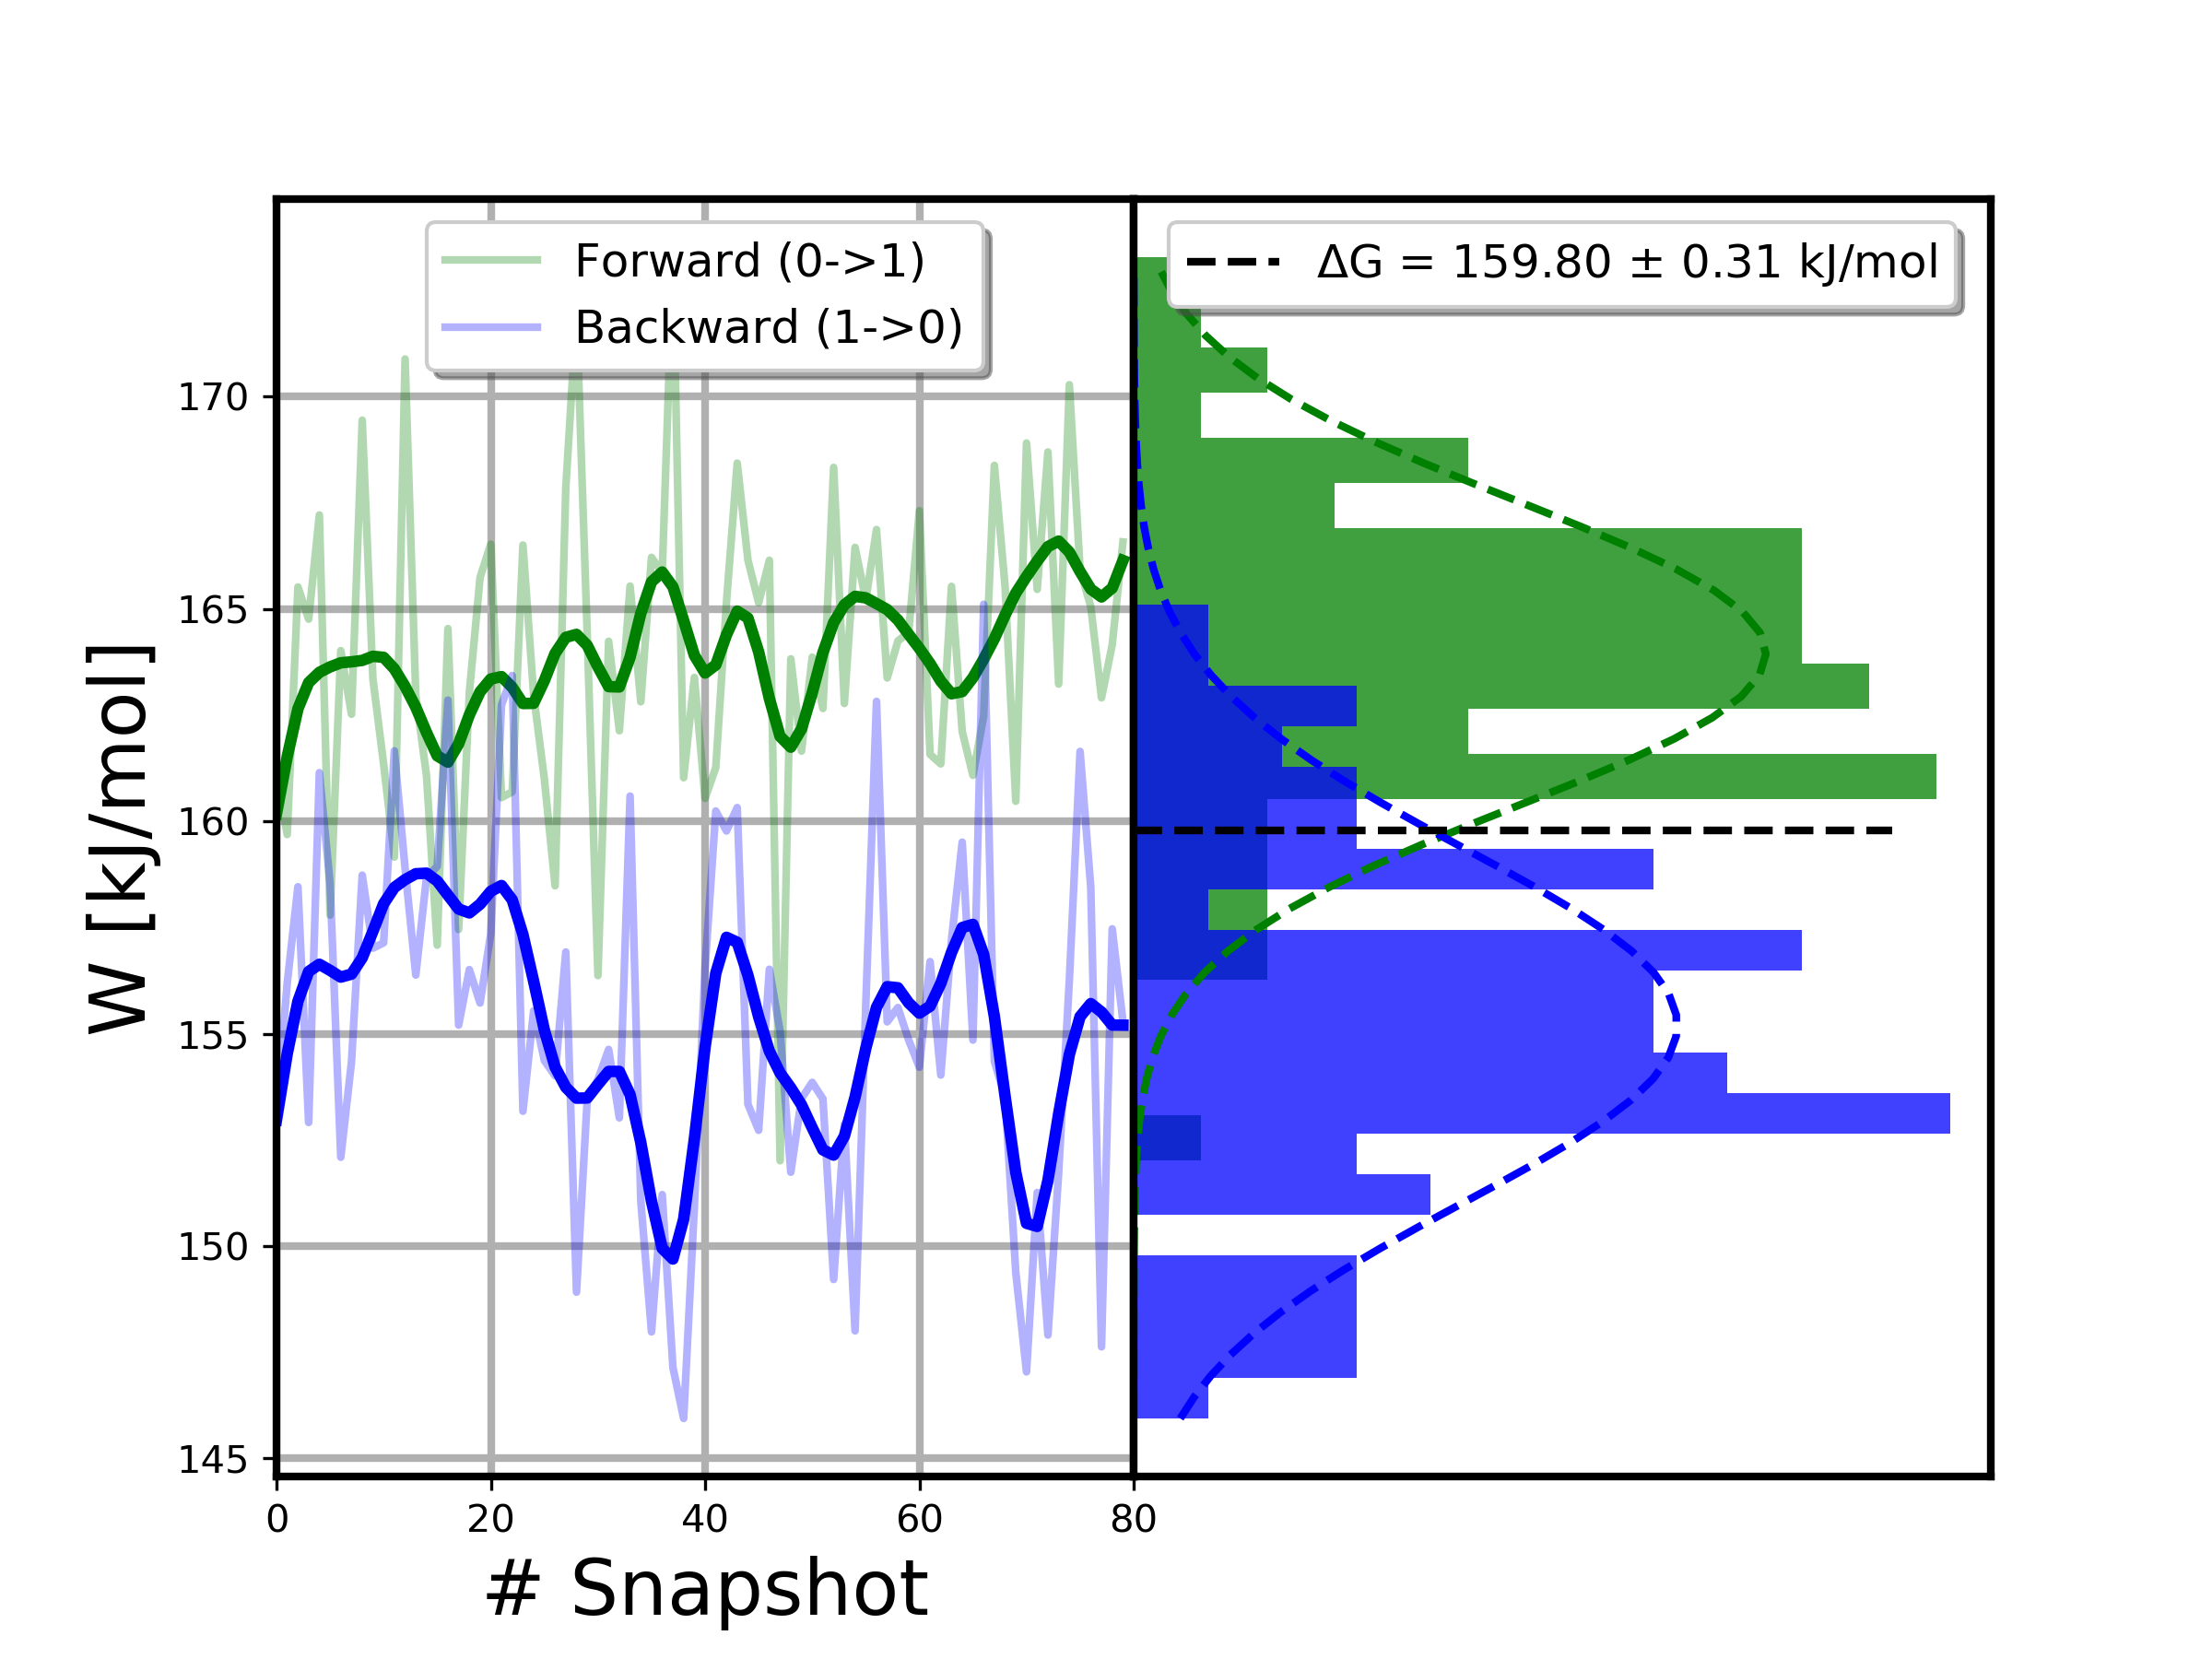 Forward (0->1)
Backward (1->0)
ΔG = 159.80 ± 0.31 kJ/mol
170
165
160
155
150
145
W [kJ/mol]
0 20 40 60 80
# Snapshot